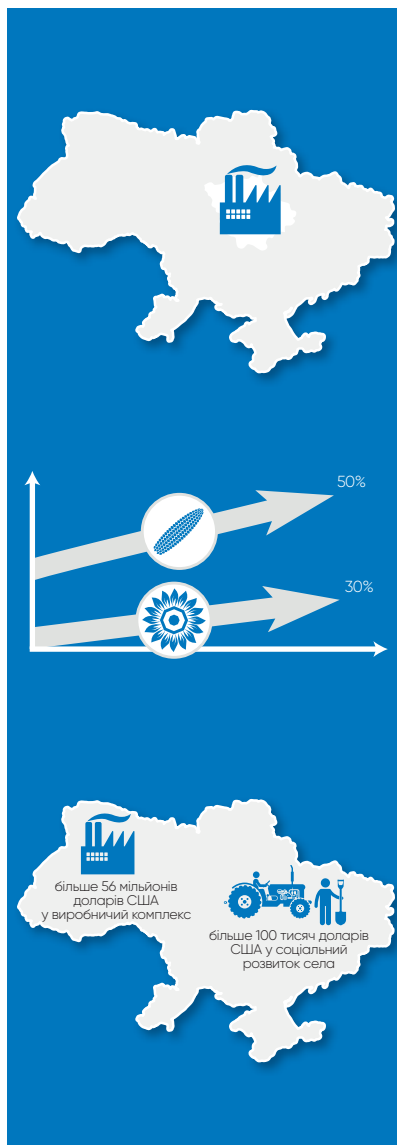 50%
30%
більше 56 мільйонів
доларів США
у виробничий комплекс
більше 100 тисяч доларів
США у соціальний
розвиток села